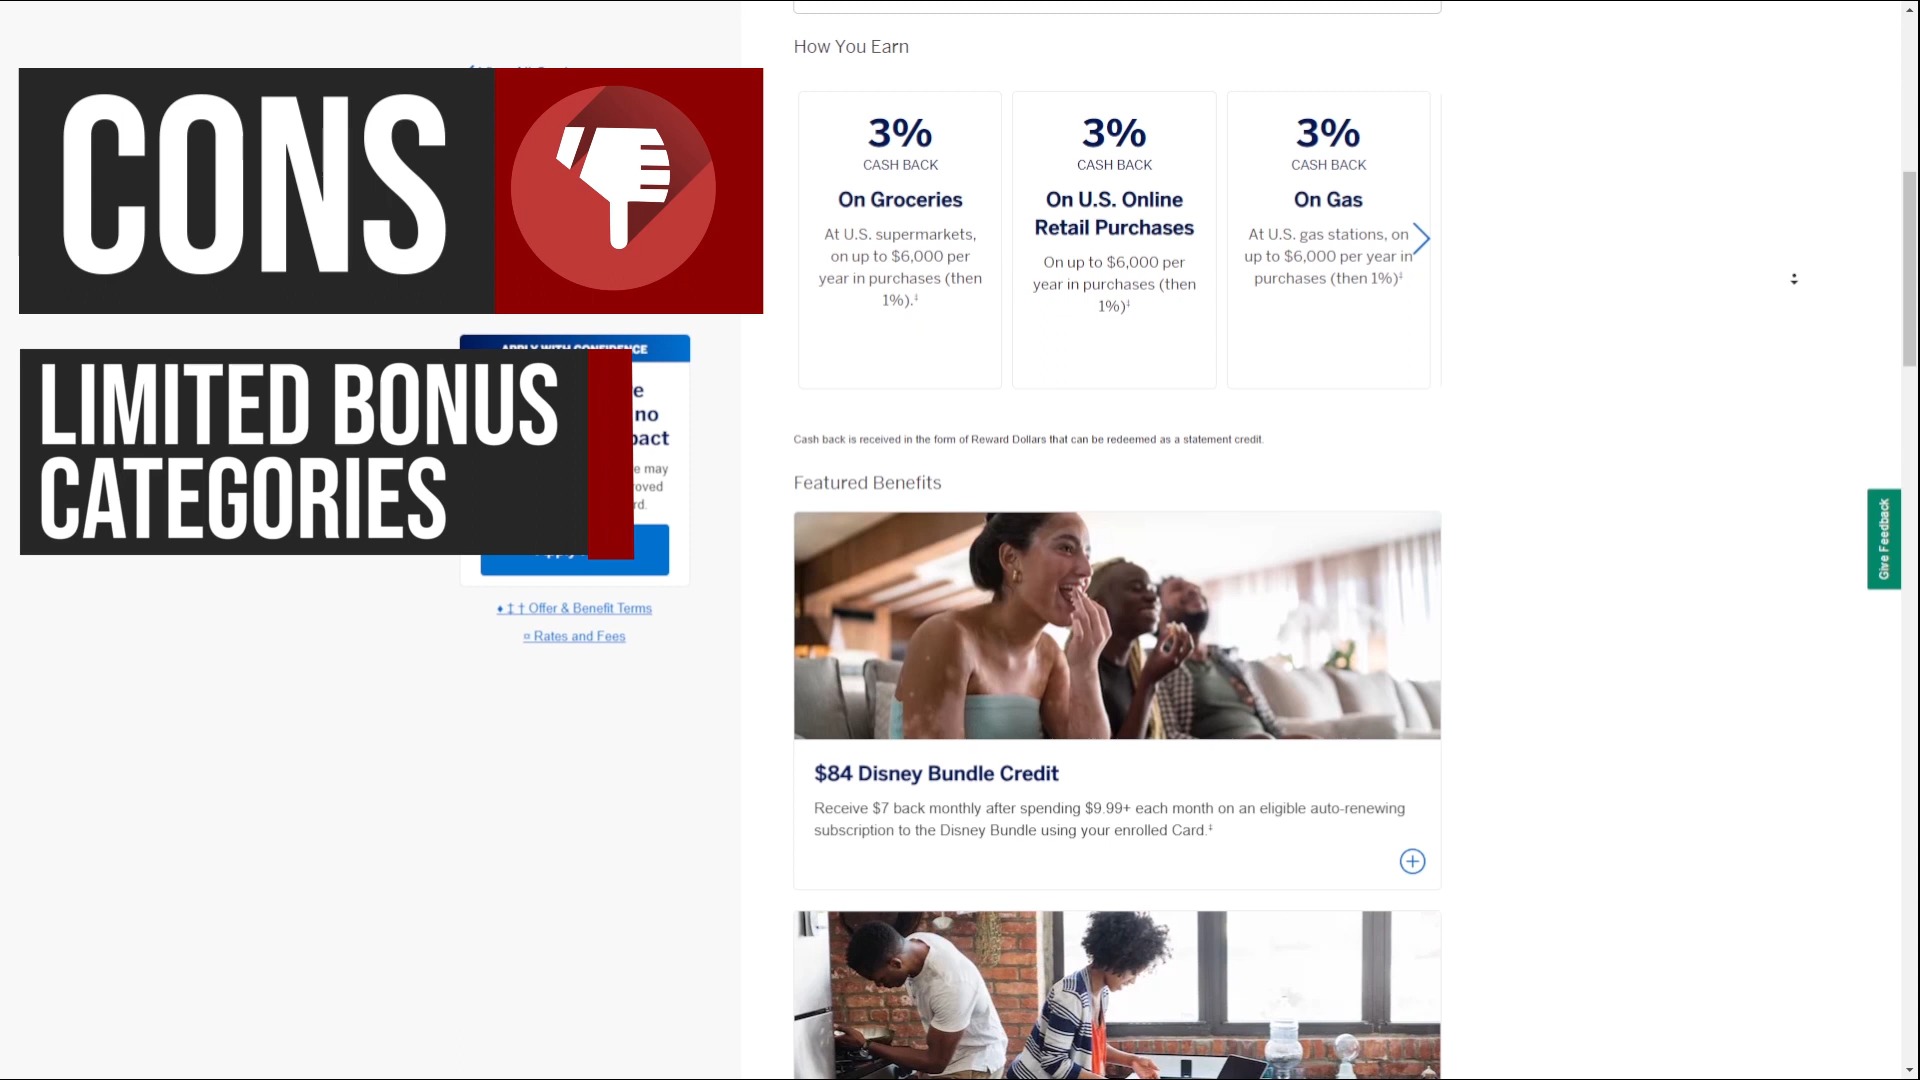 CONS
LIMITED BONUS
CATEGORIES
APPLY WITH CONFIDENCE
e
no
pact
e may
roved
rd.
♦ ‡ † Offer & Benefit Terms
¤ Rates and Fees
How You Earn
3%
CASH BACK
On Groceries
At U.S. supermarkets,
on up to $6,000 per
year in purchases (then
1%).‡
3%
CASH BACK
On U.S. Online
Retail Purchases
On up to $6,000 per
year in purchases (then
1%)‡
3%
CASH BACK
On Gas
At U.S. gas stations, on
up to $6,000 per year in
purchases (then 1%)‡
Cash back is received in the form of Reward Dollars that can be redeemed as a statement credit.
Featured Benefits
$84 Disney Bundle Credit
Receive $7 back monthly after spending $9.99+ each month on an eligible auto-renewing
subscription to the Disney Bundle using your enrolled Card.‡
Give Feedback